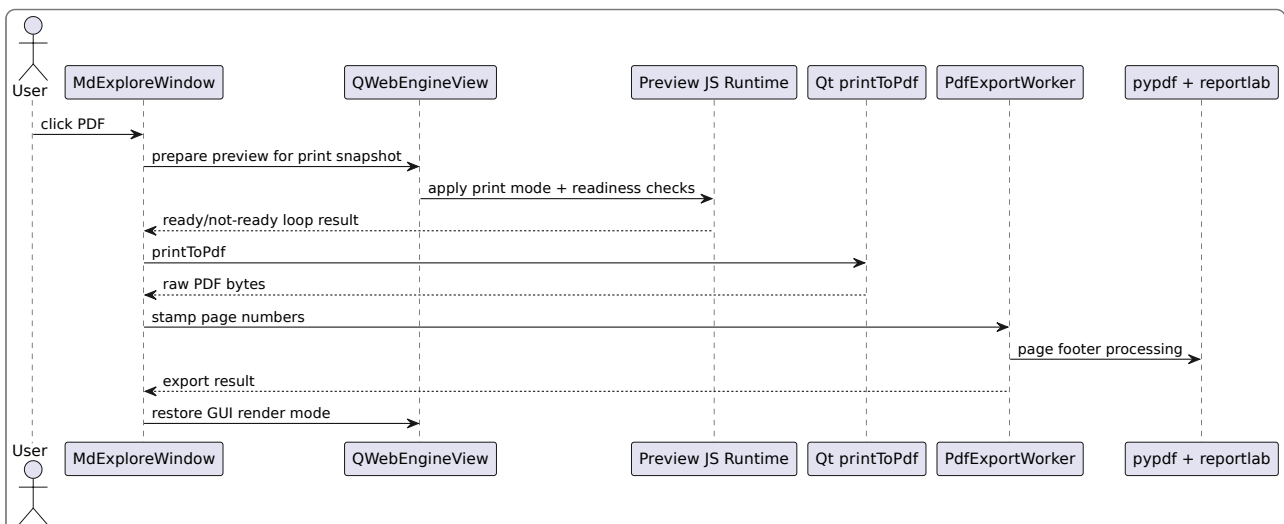 User
MdExploreWindow
QWebEngineView
Preview JS Runtime
Qt printToPdf
PdfExportWorker
pypdf + reportlab
click PDF
prepare preview for print snapshot
apply print mode + readiness checks
ready/not-ready loop result
printToPdf
raw PDF bytes
stamp page numbers
page footer processing
export result
restore GUI render mode
User
MdExploreWindow
QWebEngineView
Preview JS Runtime
Qt printToPdf
PdfExportWorker
pypdf + reportlab